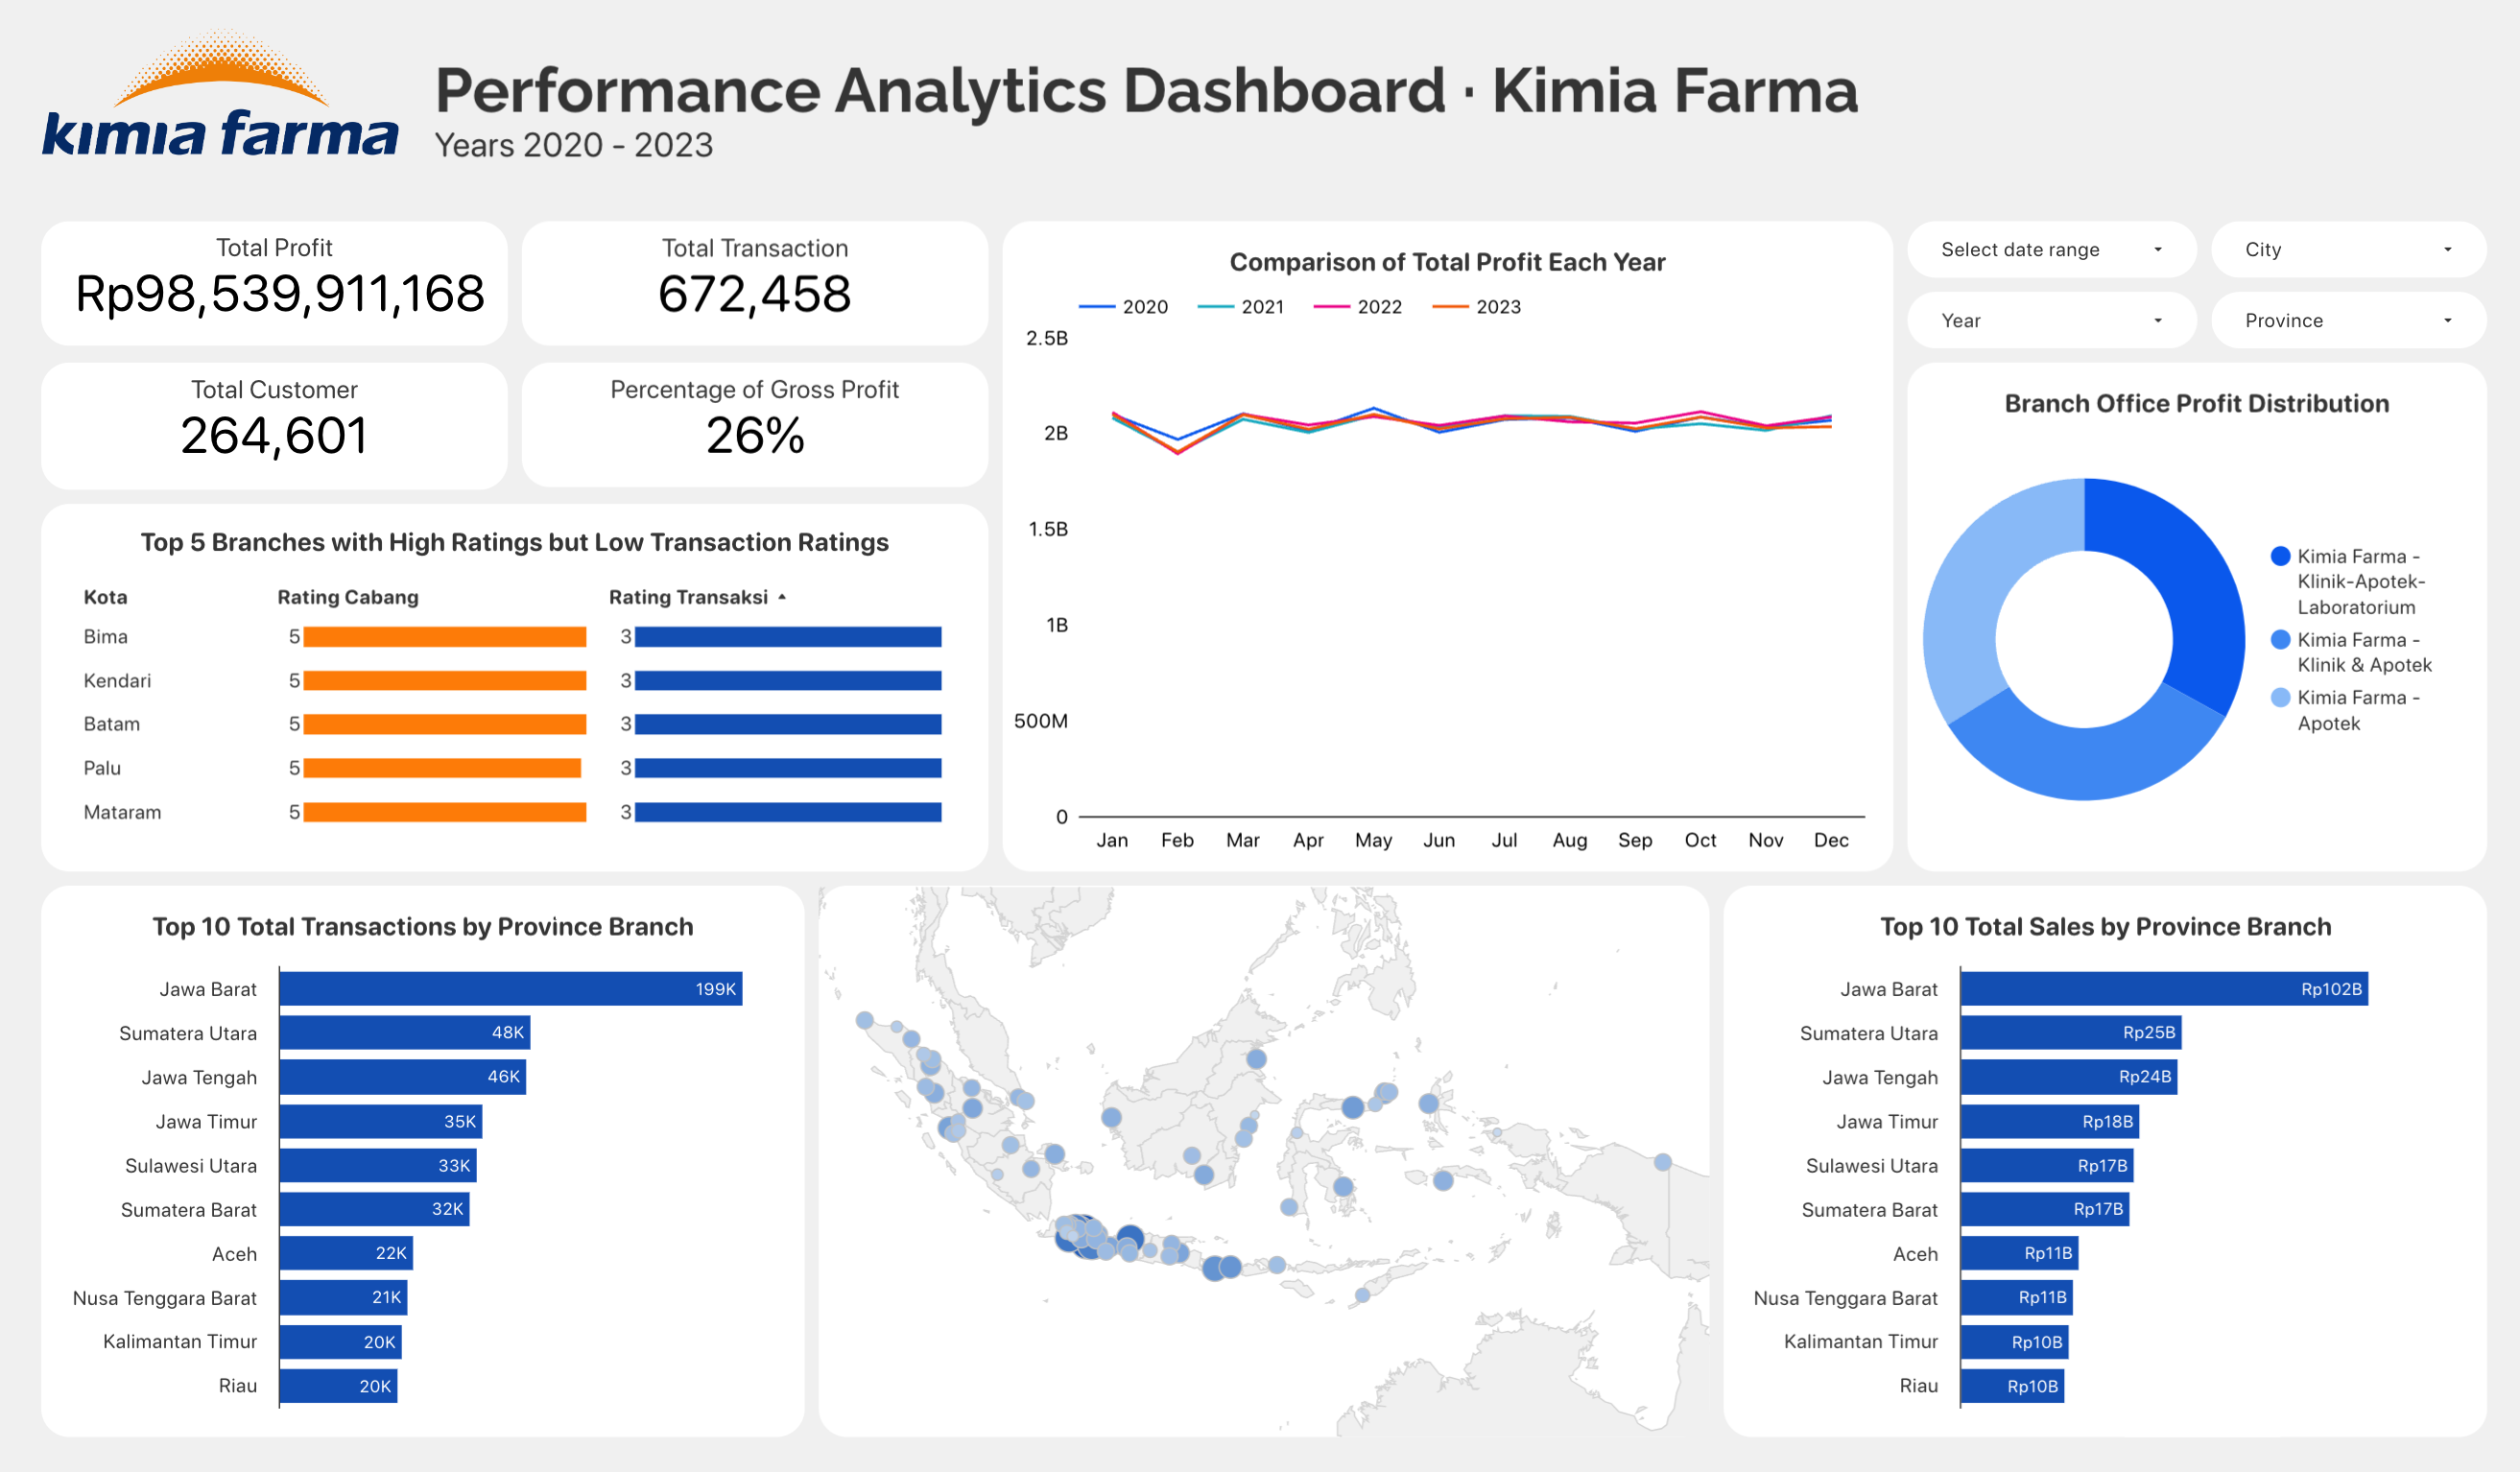 kimia farma
Performance Analytics Dashboard · Kimia Farma
Years 2020 - 2023
Total Profit
Rp98,539,911,168
Total Transaction
672,458
Total Customer
264,601
Percentage of Gross Profit
26%
Top 5 Branches with High Ratings but Low Transaction Ratings
Kota Rating Cabang Rating Transaksi
Bima 5 3
Kendari 5 3
Batam 5 3
Palu 5 3
Mataram 5 3
Comparison of Total Profit Each Year
2020 2021 2022 2023
2.5B
2B
1.5B
1B
500M
0
Jan Feb Mar Apr May Jun Jul Aug Sep Oct Nov Dec
Select date range
City
Year
Province
Branch Office Profit Distribution
Kimia Farma -
Klinik-Apotek-
Laboratorium
Kimia Farma -
Klinik & Apotek
Kimia Farma -
Apotek
Top 10 Total Transactions by Province Branch
Jawa Barat 199K
Sumatera Utara 48K
Jawa Tengah 46K
Jawa Timur 35K
Sulawesi Utara 33K
Sumatera Barat 32K
Aceh 22K
Nusa Tenggara Barat 21K
Kalimantan Timur 20K
Riau 20K
Top 10 Total Sales by Province Branch
Jawa Barat Rp102B
Sumatera Utara Rp25B
Jawa Tengah Rp24B
Jawa Timur Rp18B
Sulawesi Utara Rp17B
Sumatera Barat Rp17B
Aceh Rp11B
Nusa Tenggara Barat Rp11B
Kalimantan Timur Rp10B
Riau Rp10B